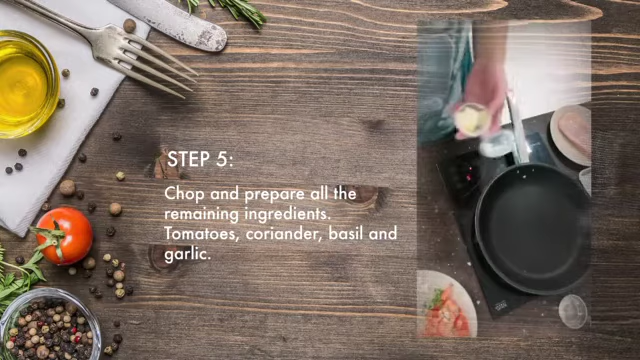 STEP 5:
Chop and prepare all the
remaining ingredients.
Tomatoes, coriander, basil and
garlic.